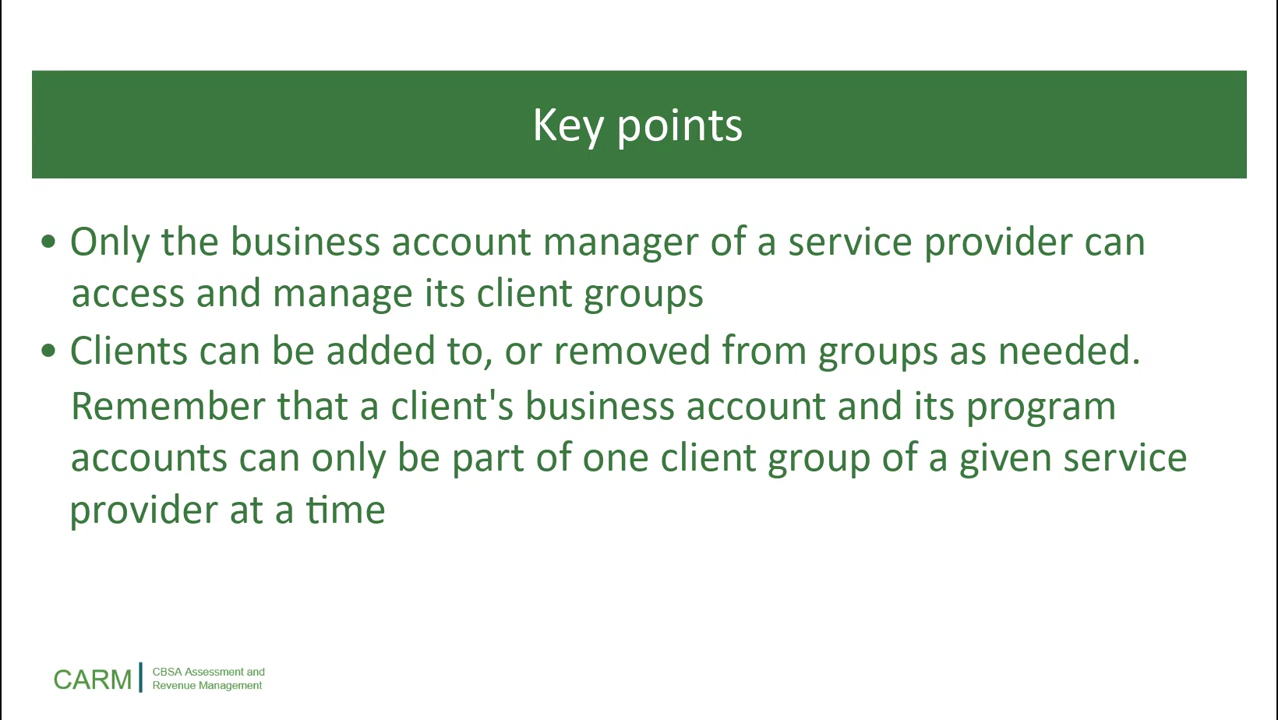 Key points
• Only the business account manager of a service provider can
access and manage its client groups
• Clients can be added to, or removed from groups as needed.
Remember that a client's business account and its program
accounts can only be part of one client group of a given service
provider at a time
CARM
CBSA Assessment and
Revenue Management